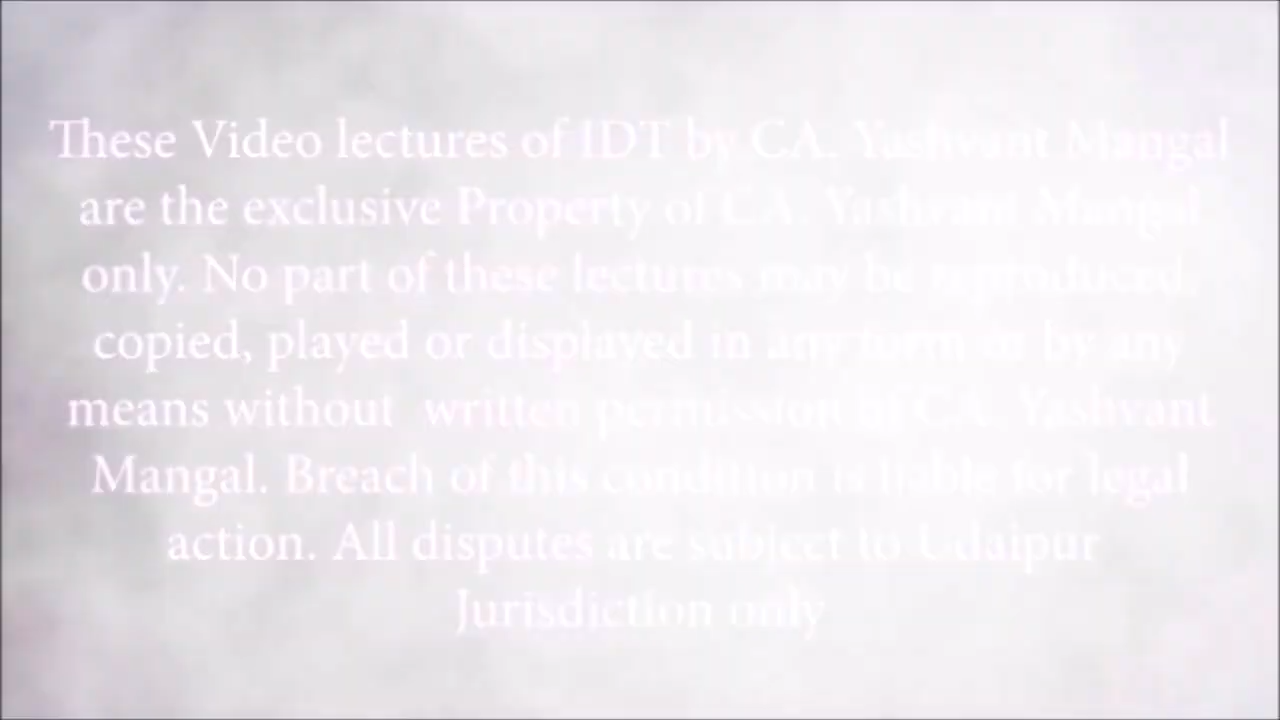 These Video lectures of IDT by CA. Yashvant Mangal
are the exclusive Property of CA. Yashvant Mangal
only. No part of these lectures may be reproduced,
copied, played or displayed in any form or by any
means without written permission of CA. Yashvant
Mangal. Breach of this condition is liable for legal
action. All disputes are subject to Udaipur
Jurisdiction only